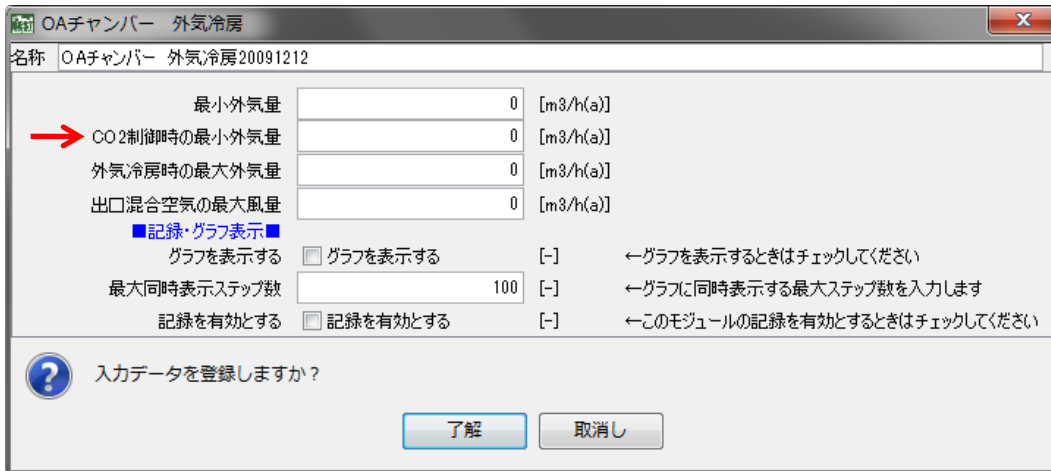 OAチャンバー 外気冷房
名称 OAチャンバー 外気冷房20091212
最小外気量 0 [m3/h(a)]
CO2制御時の最小外気量 0 [m3/h(a)]
外気冷房時の最大外気量 0 [m3/h(a)]
出口混合空気の最大風量 0 [m3/h(a)]
■記録・グラフ表示■
グラフを表示する グラフを表示する [-] ←グラフを表示するときはチェックしてください
最大同時表示ステップ数 100 [-] ←グラフに同時表示する最大ステップ数を入力します
記録を有効とする 記録を有効とする [-] ←このモジュールの記録を有効とするときはチェックしてください
入力データを登録しますか？
了解 取消し